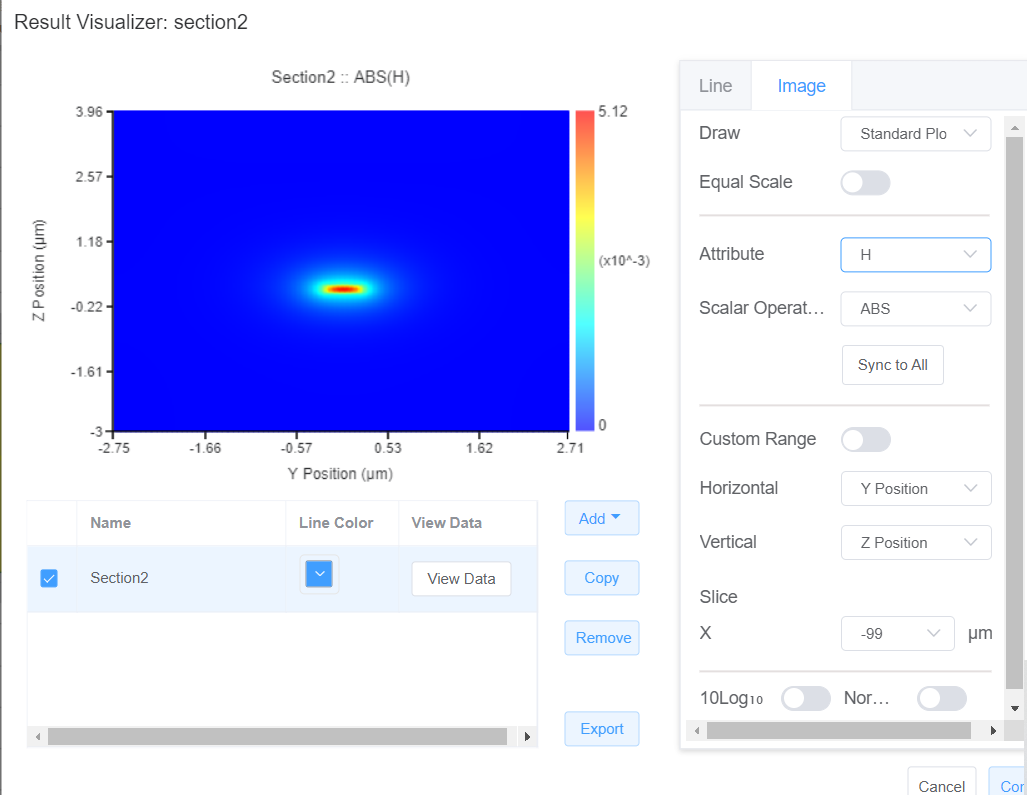 Result Visualizer: section2
Section2 :: ABS(H)
3.96
2.57
1.18
-0.22
-1.61
-3
Z Position (μm)
-2.75 -1.66 -0.57 0.53 1.62 2.71
Y Position (μm)
5.12
(x10^-3)
0
Name Line Color View Data
Section2 View Data
Add
Copy
Remove
Export
Line Image
Draw Standard Plo
Equal Scale
Attribute H
Scalar Operat... ABS
Sync to All
Custom Range
Horizontal Y Position
Vertical Z Position
Slice
X -99 μm
10Log₁₀ Nor...
Cancel Cor